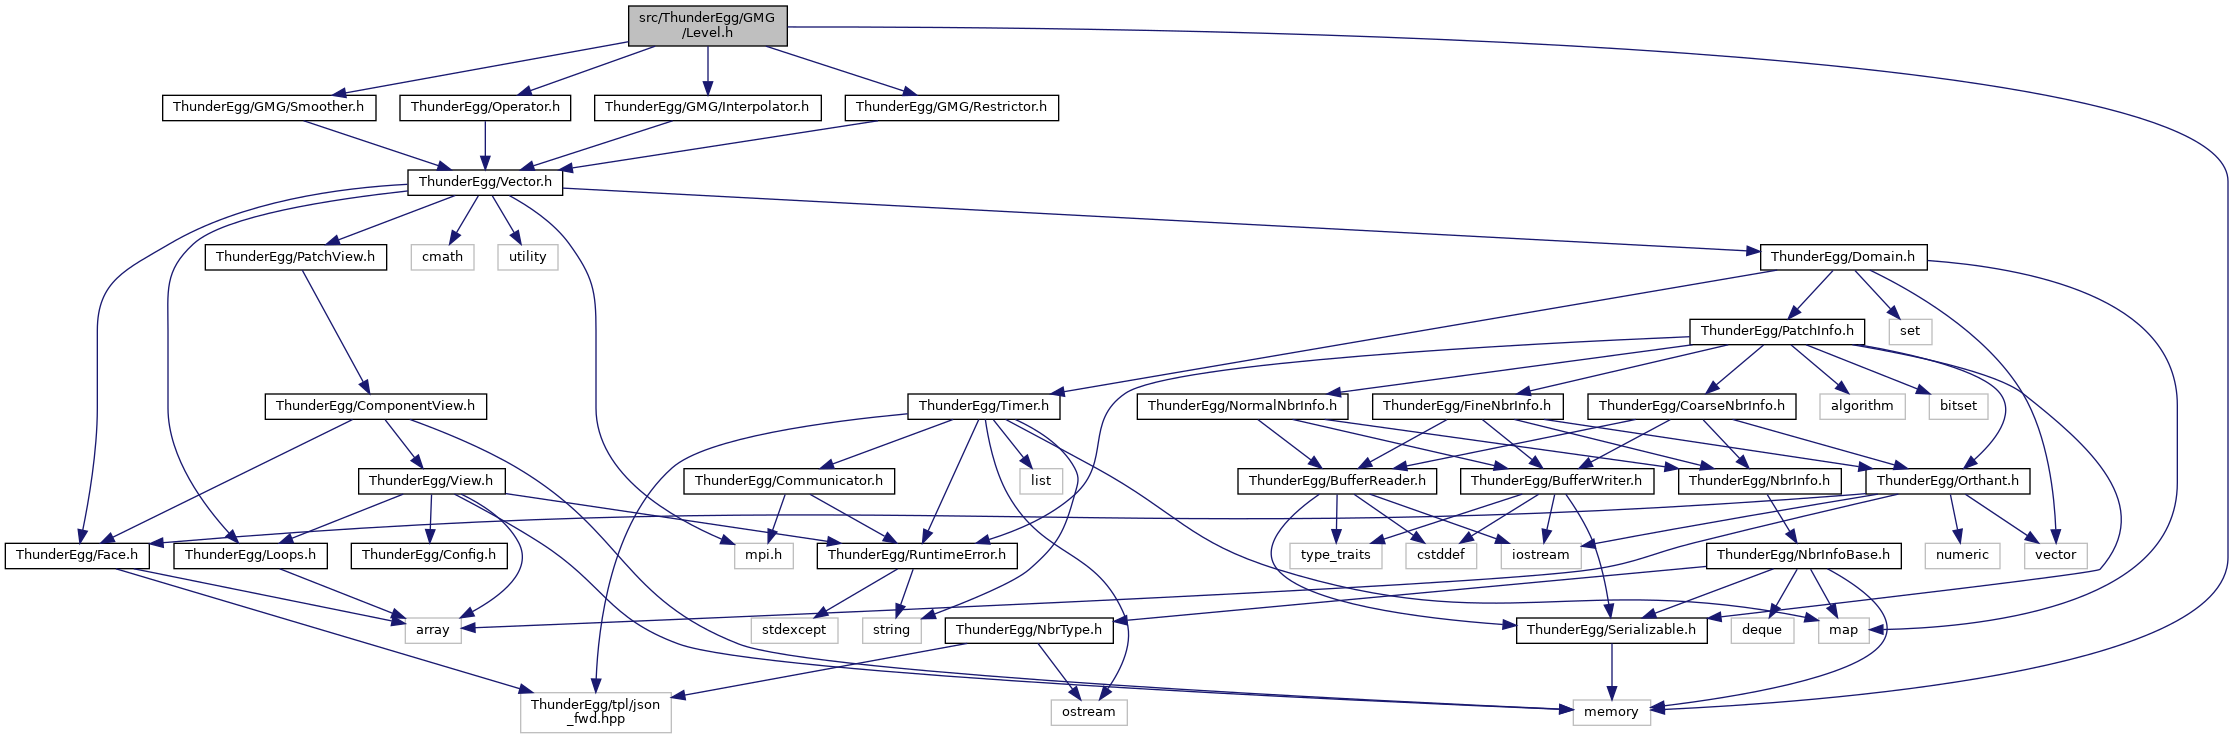 src/ThunderEgg/GMG
/Level.h
ThunderEgg/GMG/Smoother.h
ThunderEgg/Operator.h
ThunderEgg/GMG/Interpolator.h
ThunderEgg/GMG/Restrictor.h
ThunderEgg/Vector.h
ThunderEgg/PatchView.h
cmath
utility
ThunderEgg/Domain.h
ThunderEgg/PatchInfo.h
set
ThunderEgg/ComponentView.h
ThunderEgg/Timer.h
ThunderEgg/NormalNbrInfo.h
ThunderEgg/FineNbrInfo.h
ThunderEgg/CoarseNbrInfo.h
algorithm
bitset
ThunderEgg/View.h
ThunderEgg/Communicator.h
list
ThunderEgg/BufferReader.h
ThunderEgg/BufferWriter.h
ThunderEgg/NbrInfo.h
ThunderEgg/Orthant.h
ThunderEgg/Face.h
ThunderEgg/Loops.h
ThunderEgg/Config.h
mpi.h
ThunderEgg/RuntimeError.h
type_traits
cstddef
iostream
ThunderEgg/NbrInfoBase.h
numeric
vector
array
stdexcept
string
ThunderEgg/NbrType.h
ThunderEgg/Serializable.h
deque
map
ThunderEgg/tpl/json
_fwd.hpp
ostream
memory